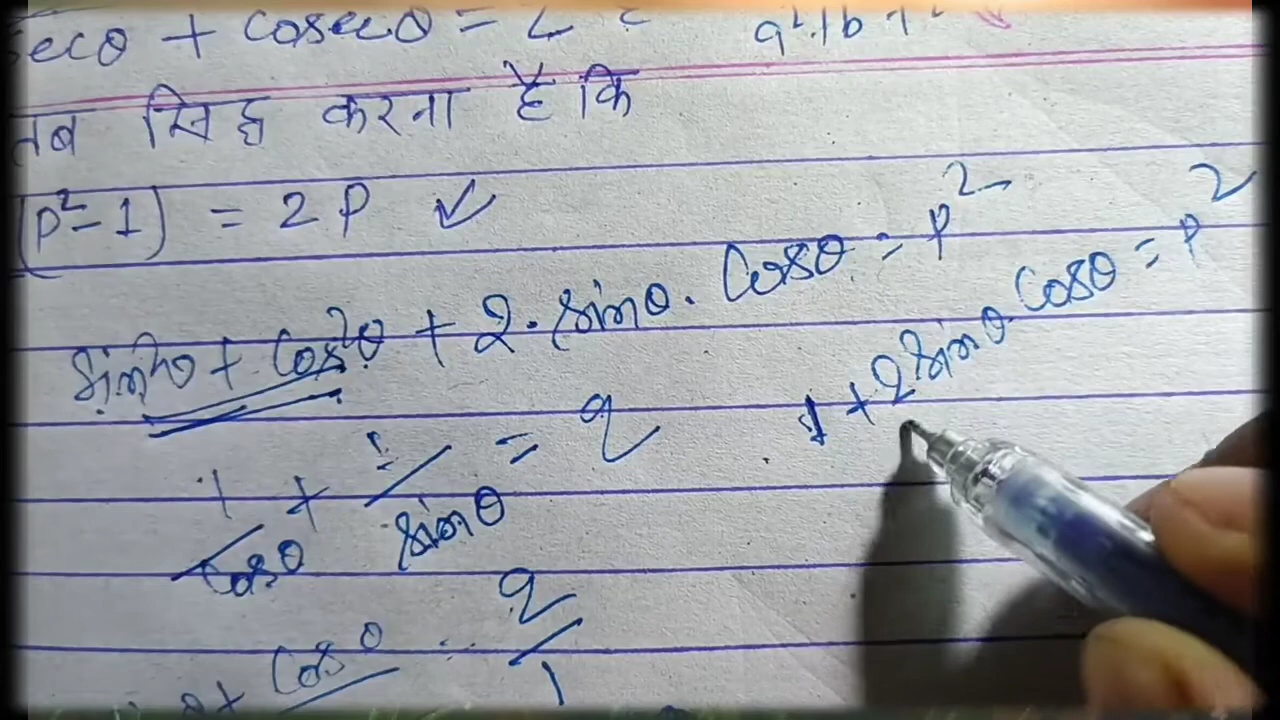 secθ + cosecθ =
तब सिद्ध करना है कि
(P²-1) = 2P ✓
sin²θ + cos²θ + 2. sinθ. Cosθ = P²
1 + 2sinθ.Cosθ = P²
1/cosθ + 1/sinθ = q
cosθ = q/1